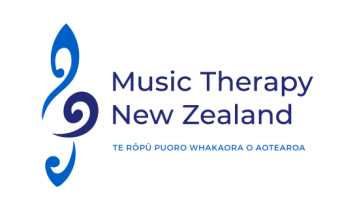 Music Therapy
New Zealand
TE RŌPŪ PUORO WHAKAORA O AOTEAROA